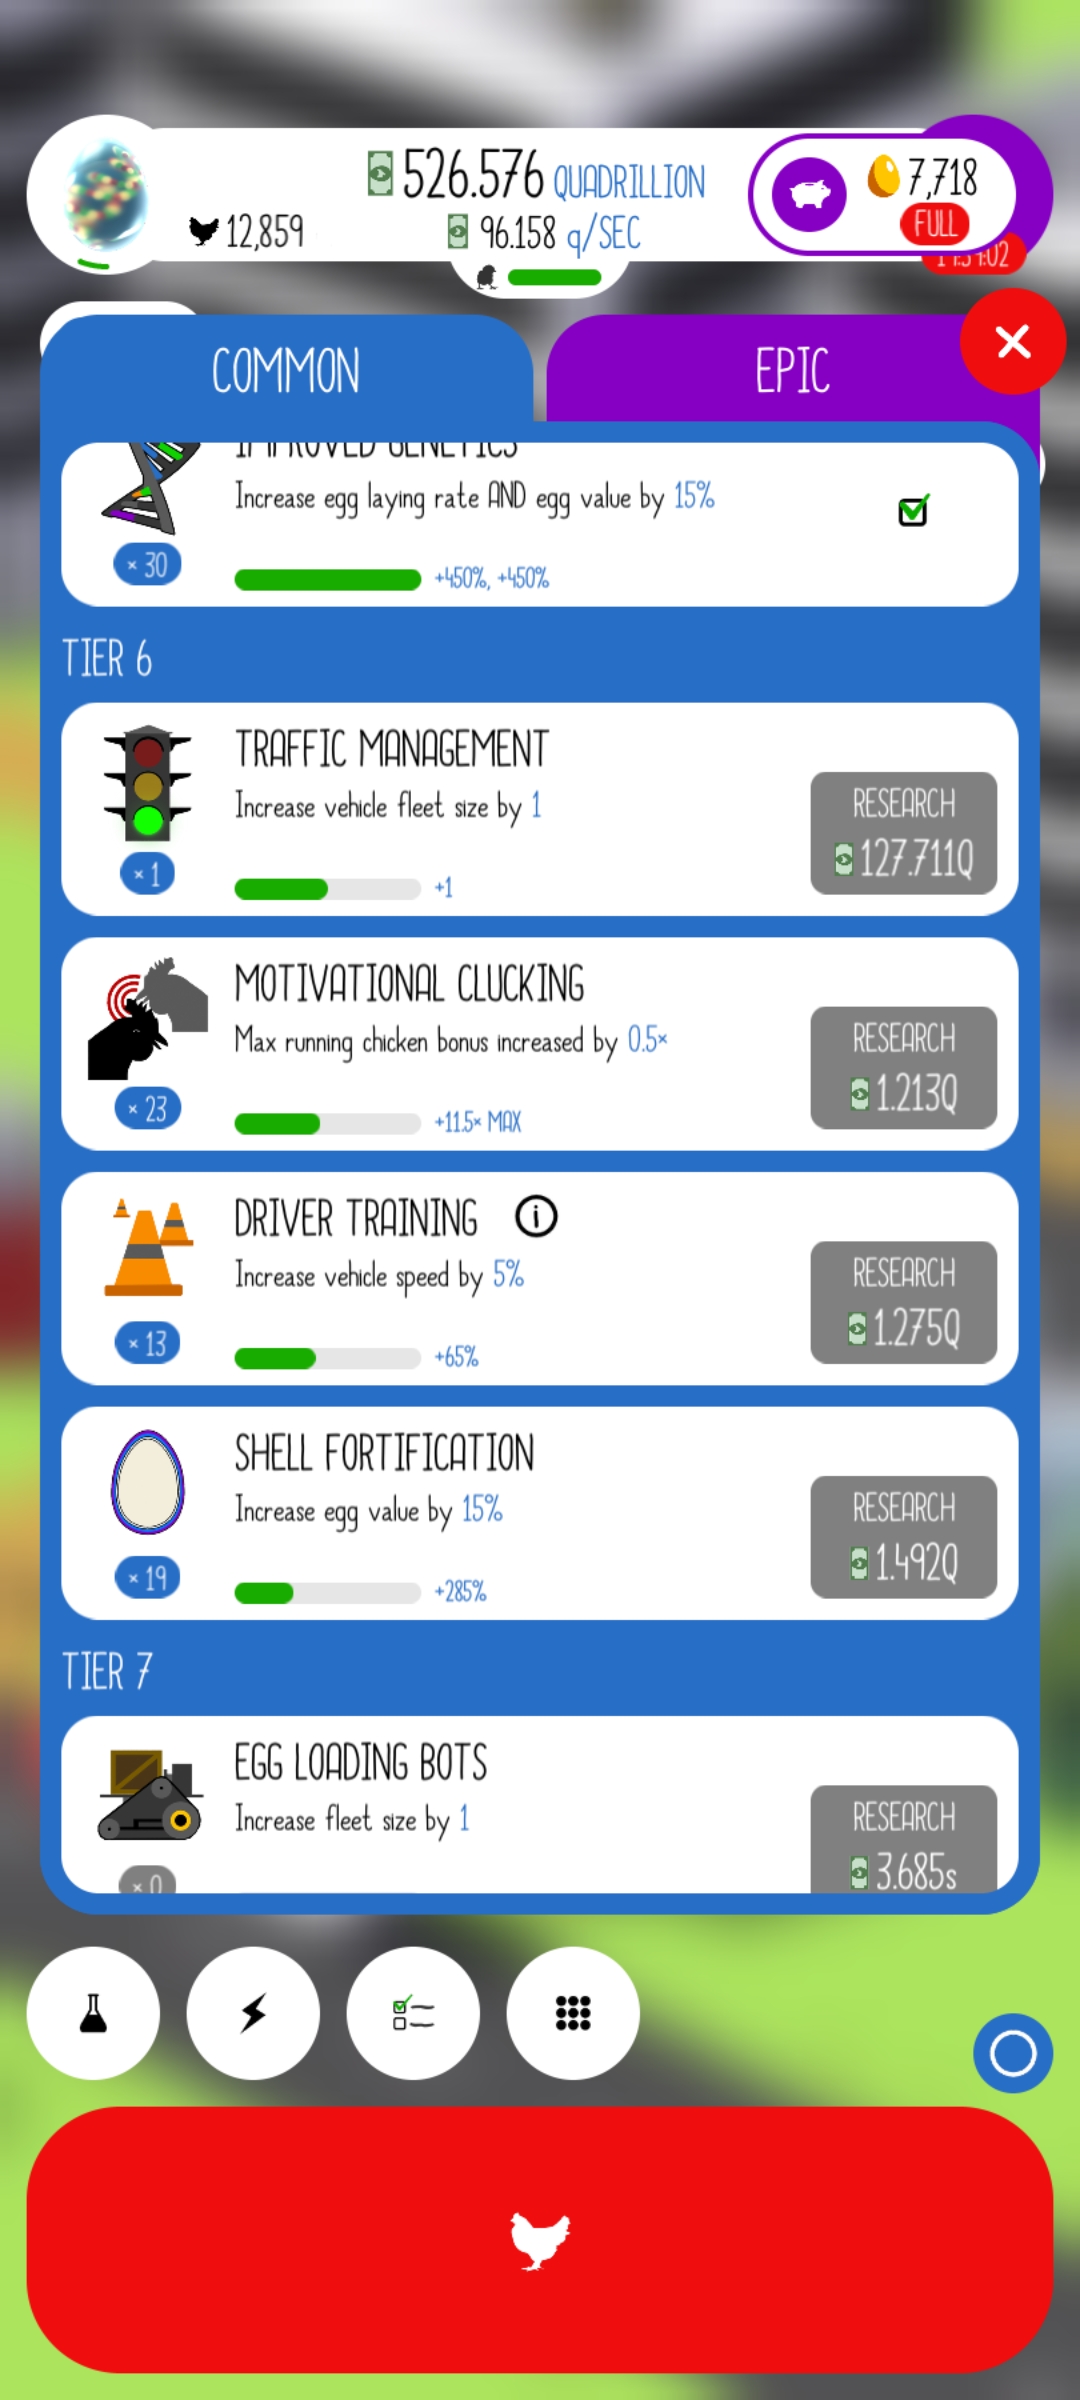 526.576 QUADRILLION
7,718
12,859
96.158 q/SEC
FULL
COMMON
EPIC
IMPROVED GENETICS
Increase egg laying rate AND egg value by 15%
× 30
+450%, +450%
TIER 6
TRAFFIC MANAGEMENT
Increase vehicle fleet size by 1
RESEARCH
127.711Q
× 1
+1
MOTIVATIONAL CLUCKING
Max running chicken bonus increased by 0.5×
RESEARCH
1.213Q
× 23
+11.5× MAX
DRIVER TRAINING
Increase vehicle speed by 5%
RESEARCH
1.275Q
× 13
+65%
SHELL FORTIFICATION
Increase egg value by 15%
RESEARCH
1.492Q
× 19
+285%
TIER 7
EGG LOADING BOTS
Increase fleet size by 1
RESEARCH
3.685s
× 0